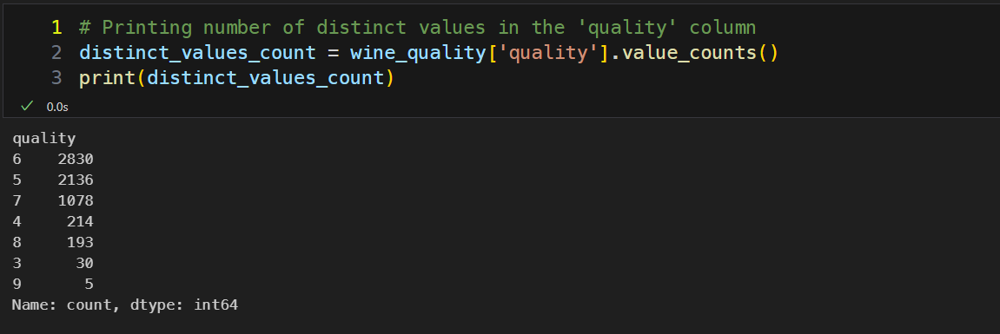 1 # Printing number of distinct values in the 'quality' column
2 distinct_values_count = wine_quality['quality'].value_counts()
3 print(distinct_values_count)
0.0s
quality
6    2830
5    2136
7    1078
4     214
8     193
3      30
9       5
Name: count, dtype: int64